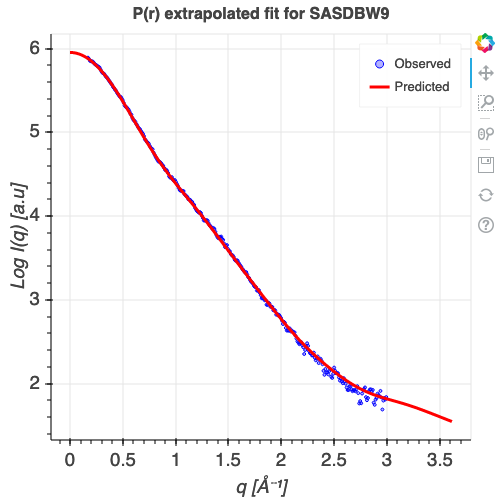 P(r) extrapolated fit for SASDBW9
Observed
Predicted
Log I(q) [a.u]
6
5
4
3
2
0 0.5 1 1.5 2 2.5 3 3.5
q [Å⁻¹]